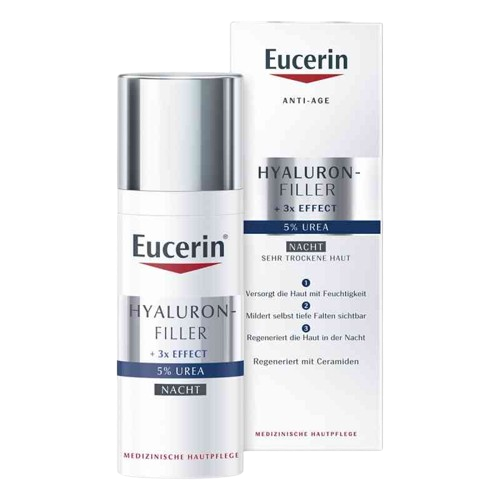 Eucerin®
HYALURON-
FILLER
+ 3x EFFECT
5% UREA
NACHT
MEDIZINISCHE HAUTPFLEGE
Eucerin
ANTI-AGE
HYALURON-
FILLER
+ 3x EFFECT
5% UREA
NACHT
SEHR TROCKENE HAUT
1
Versorgt die Haut mit Feuchtigkeit
2
Mildert selbst tiefe Falten sichtbar
3
Regeneriert die Haut in der Nacht
Regeneriert mit Ceramiden
MEDIZINISCHE HAUTPFLEGE